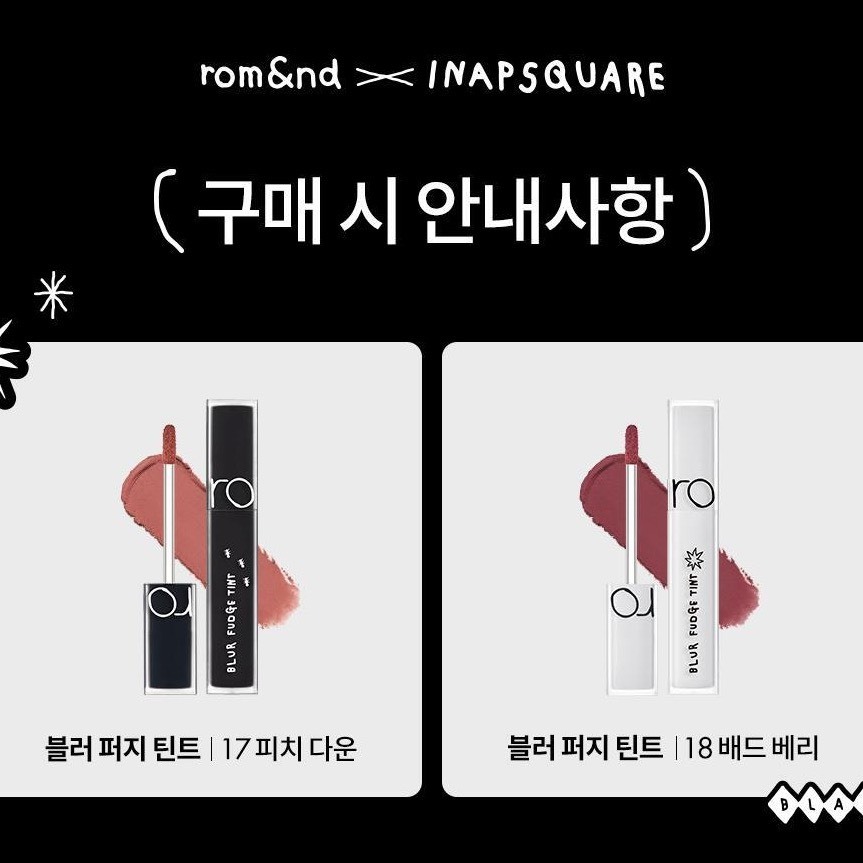 rom&nd × INAPSQUARE
( 구매 시 안내사항 )
ro
BLUR FUDGE TINT
ro
블러 퍼지 틴트 | 17 피치 다운
ro
BLUR FUDGE TINT
ro
블러 퍼지 틴트 | 18 배드 베리
BLA